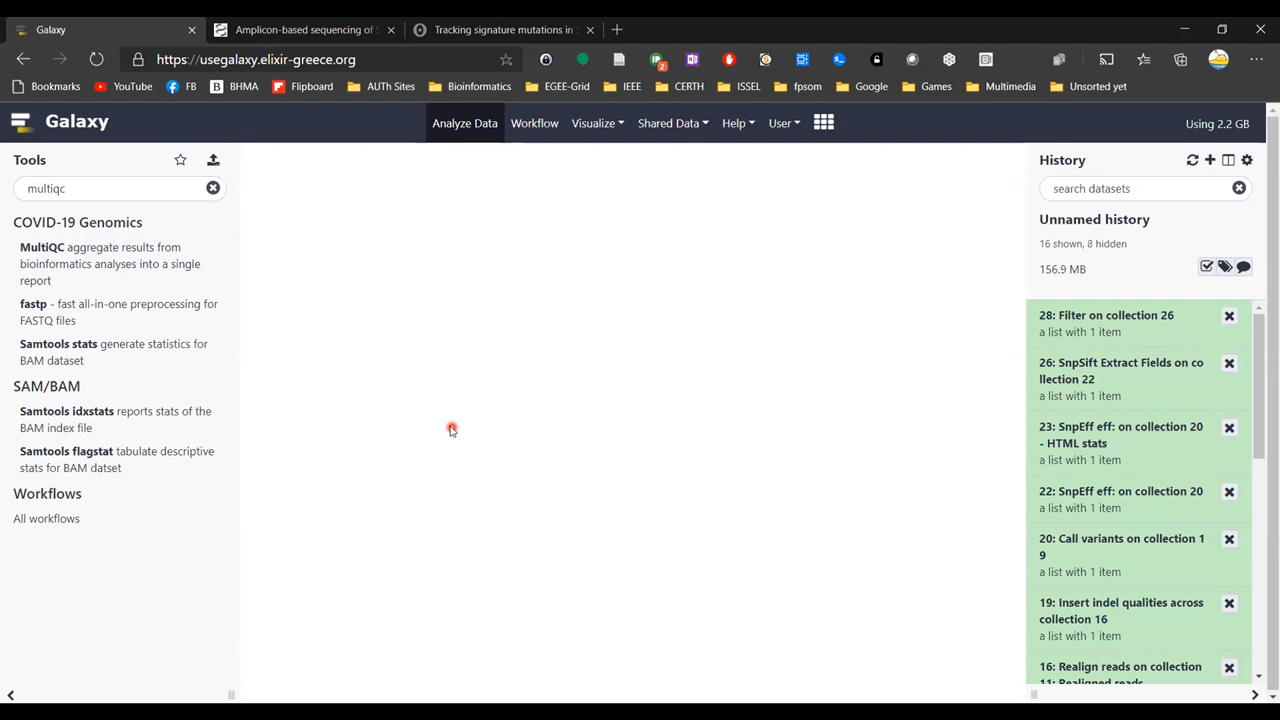 Galaxy
Amplicon-based sequencing of
Tracking signature mutations in
https://usegalaxy.elixir-greece.org
2
Bookmarks
YouTube
FB
BHMA
Flipboard
AUTh Sites
Bioinformatics
EGEE-Grid
IEEE
CERTH
ISSEL
fpsom
Google
Games
Multimedia
Unsorted yet
Galaxy
Analyze Data
Workflow
Visualize
Shared Data
Help
User
Using 2.2 GB
Tools
multiqc
COVID-19 Genomics
MultiQC aggregate results from
bioinformatics analyses into a single
report
fastp - fast all-in-one preprocessing for
FASTQ files
Samtools stats generate statistics for
BAM dataset
SAM/BAM
Samtools idxstats reports stats of the
BAM index file
Samtools flagstat tabulate descriptive
stats for BAM datset
Workflows
All workflows
History
search datasets
Unnamed history
16 shown, 8 hidden
156.9 MB
28: Filter on collection 26
a list with 1 item
26: SnpSift Extract Fields on co
llection 22
a list with 1 item
23: SnpEff eff: on collection 20
- HTML stats
a list with 1 item
22: SnpEff eff: on collection 20
a list with 1 item
20: Call variants on collection 1
9
a list with 1 item
19: Insert indel qualities across
collection 16
a list with 1 item
16: Realign reads on collection
11: Realigned reads